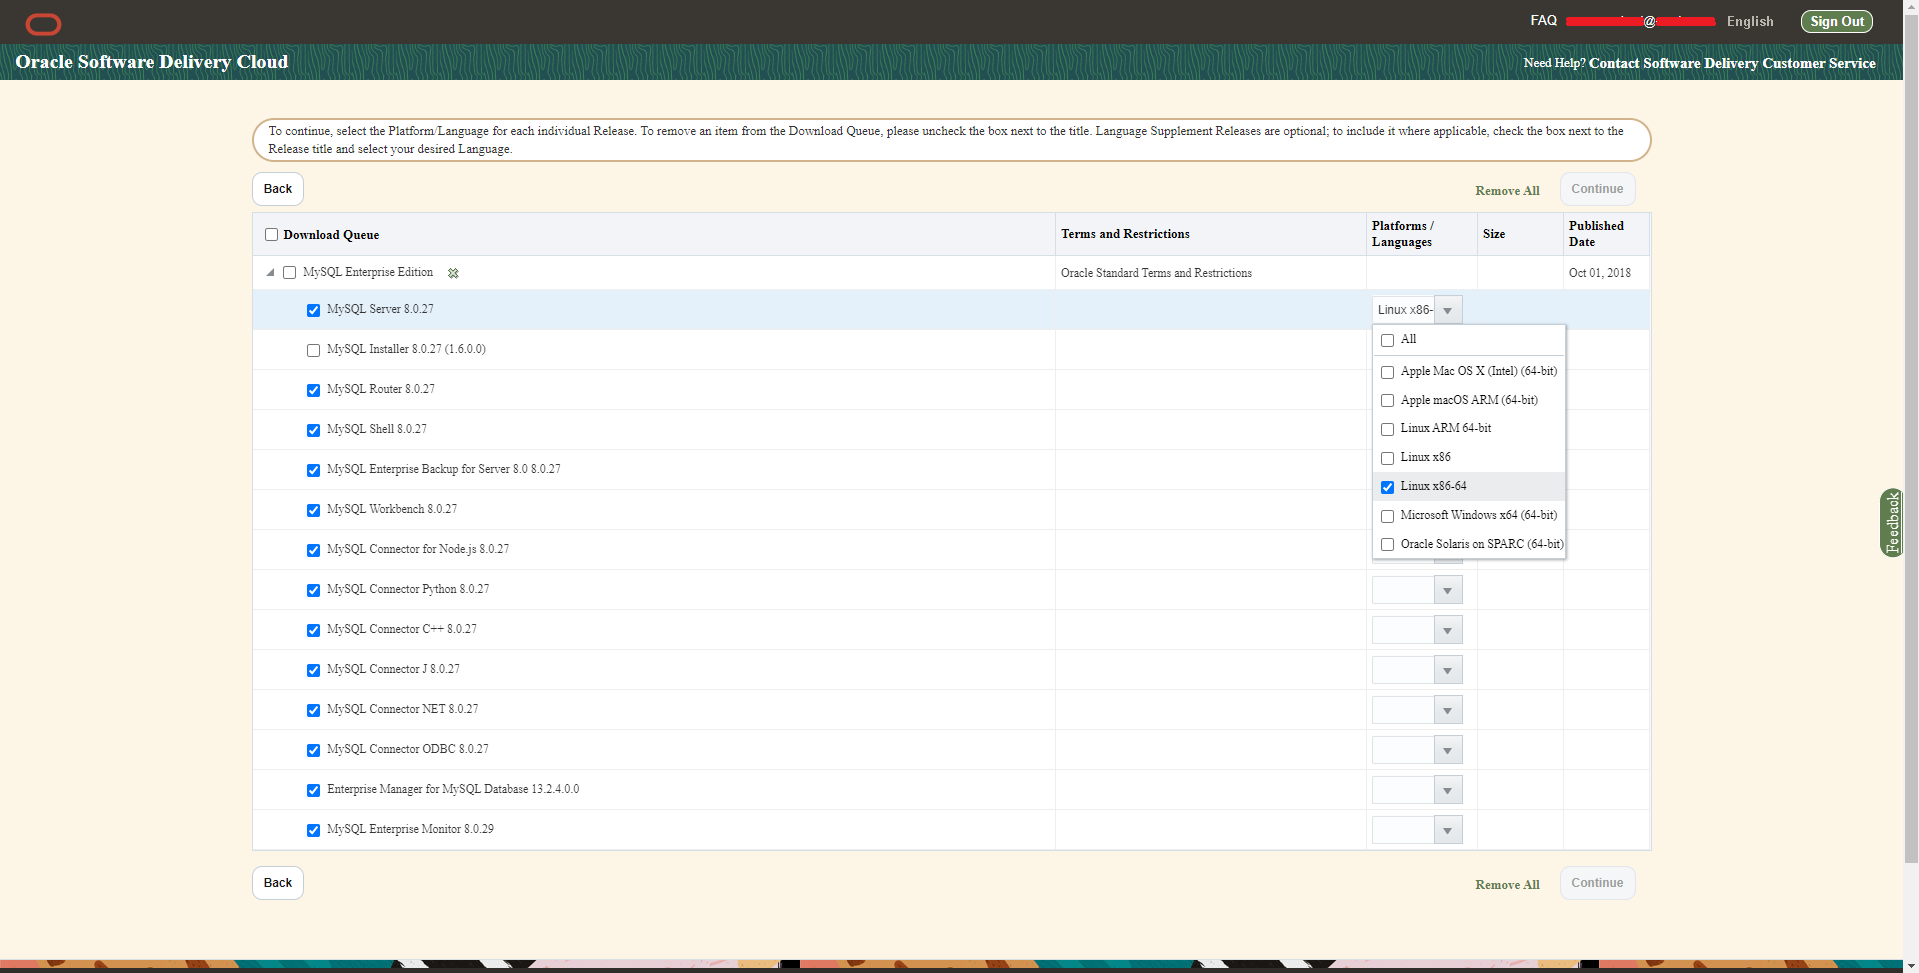 FAQ
@
English
Sign Out
Oracle Software Delivery Cloud
Need Help? Contact Software Delivery Customer Service
To continue, select the Platform/Language for each individual Release. To remove an item from the Download Queue, please uncheck the box next to the title. Language Supplement Releases are optional; to include it where applicable, check the box next to the
Release title and select your desired Language.
Back
Remove All
Continue
Download Queue
Terms and Restrictions
Platforms /
Languages
Size
Published
Date
MySQL Enterprise Edition
Oracle Standard Terms and Restrictions
Oct 01, 2018
MySQL Server 8.0.27
Linux x86-
All
Apple Mac OS X (Intel) (64-bit)
Apple macOS ARM (64-bit)
Linux ARM 64-bit
Linux x86
Linux x86-64
Microsoft Windows x64 (64-bit)
Oracle Solaris on SPARC (64-bit)
MySQL Installer 8.0.27 (1.6.0.0)
MySQL Router 8.0.27
MySQL Shell 8.0.27
MySQL Enterprise Backup for Server 8.0 8.0.27
MySQL Workbench 8.0.27
MySQL Connector for Node.js 8.0.27
MySQL Connector Python 8.0.27
MySQL Connector C++ 8.0.27
MySQL Connector J 8.0.27
MySQL Connector NET 8.0.27
MySQL Connector ODBC 8.0.27
Enterprise Manager for MySQL Database 13.2.4.0.0
MySQL Enterprise Monitor 8.0.29
Back
Remove All
Continue
Feedback